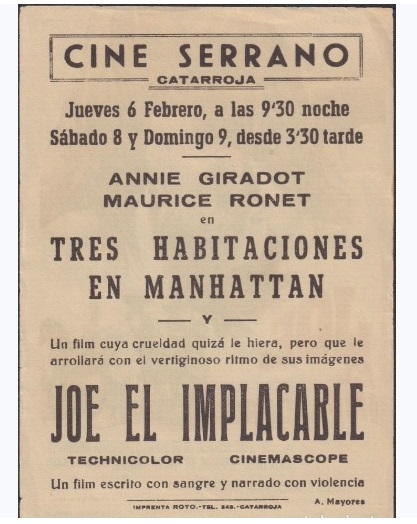 CINE SERRANO
CATARROJA
Jueves 6 Febrero, a las 9'30 noche
Sábado 8 y Domingo 9, desde 3'30 tarde
ANNIE GIRADOT
MAURICE RONET
en
TRES HABITACIONES
EN MANHATTAN
Y
Un film cuya crueldad quizá le hiera, pero que le
arrollará con el vertiginoso ritmo de sus imágenes
JOE EL IMPLACABLE
TECHNICOLOR CINEMASCOPE
Un film escrito con sangre y narrado con violencia
A. Mayores
IMPRENTA ROTO.-TEL. 248.-CATARROJA